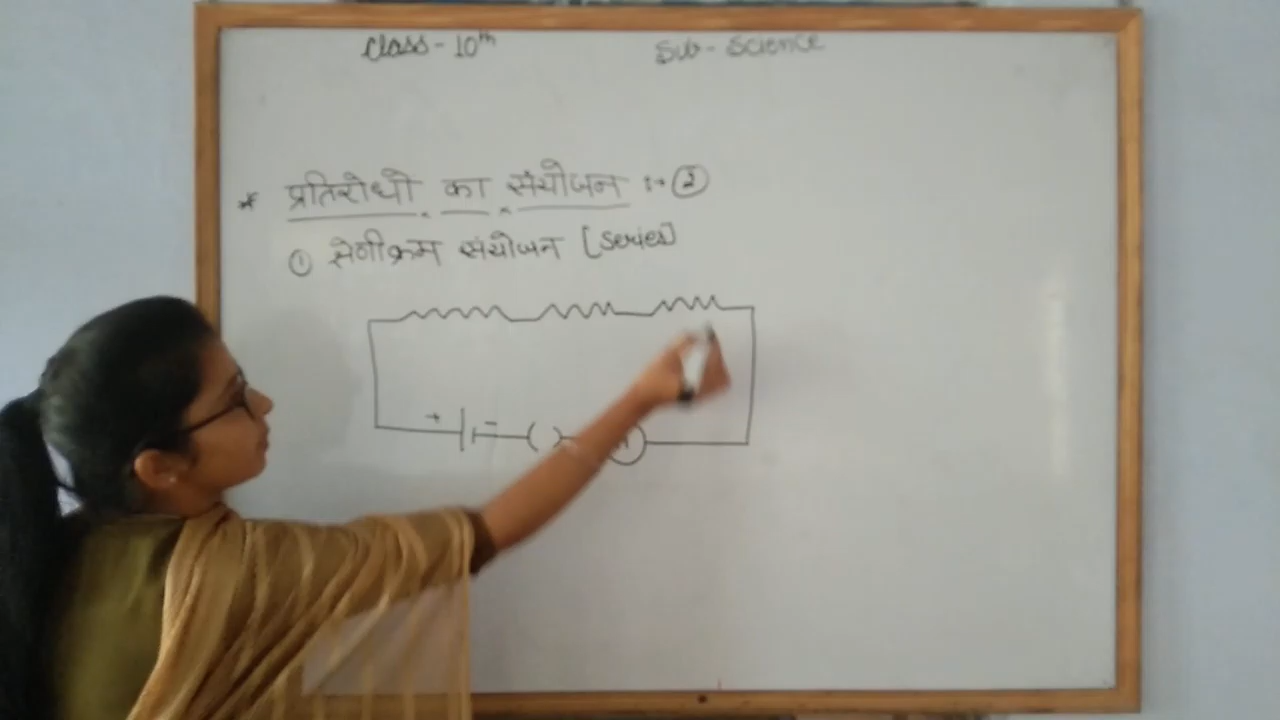 Class - 10th Sub - Science
* प्रतिरोधो का संयोजन :→ ②
① श्रेणीक्रम संयोजन [Series]
+ -